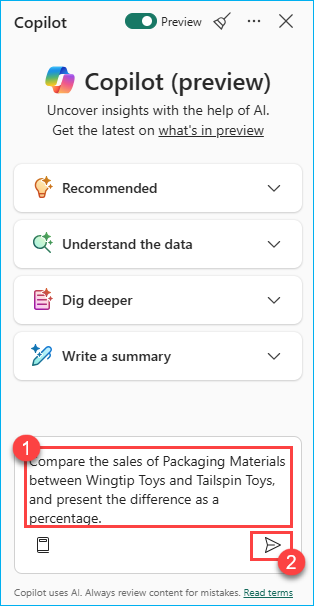 Copilot
Preview
Copilot (preview)
Uncover insights with the help of AI.
Get the latest on what's in preview
Recommended
Understand the data
Dig deeper
Write a summary
1
Compare the sales of Packaging Materials
between Wingtip Toys and Tailspin Toys,
and present the difference as a
percentage.
2
Copilot uses AI. Always review content for mistakes. Read terms